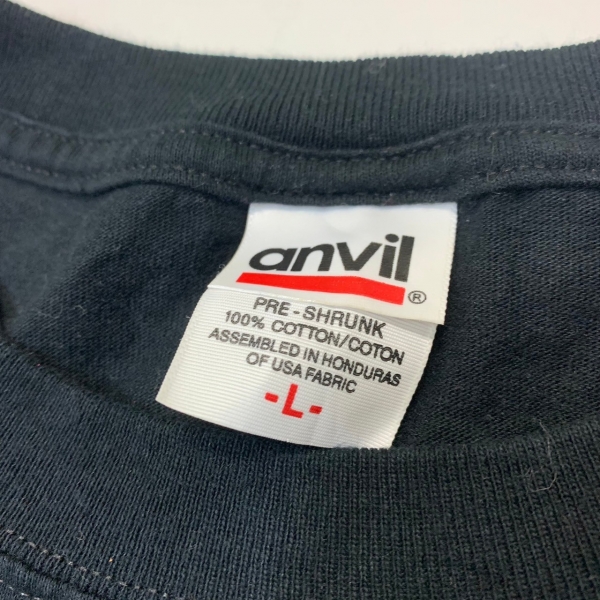 anvil
®
PRE-SHRUNK
100% COTTON/COTON
ASSEMBLED IN HONDURAS
OF USA FABRIC
-L-